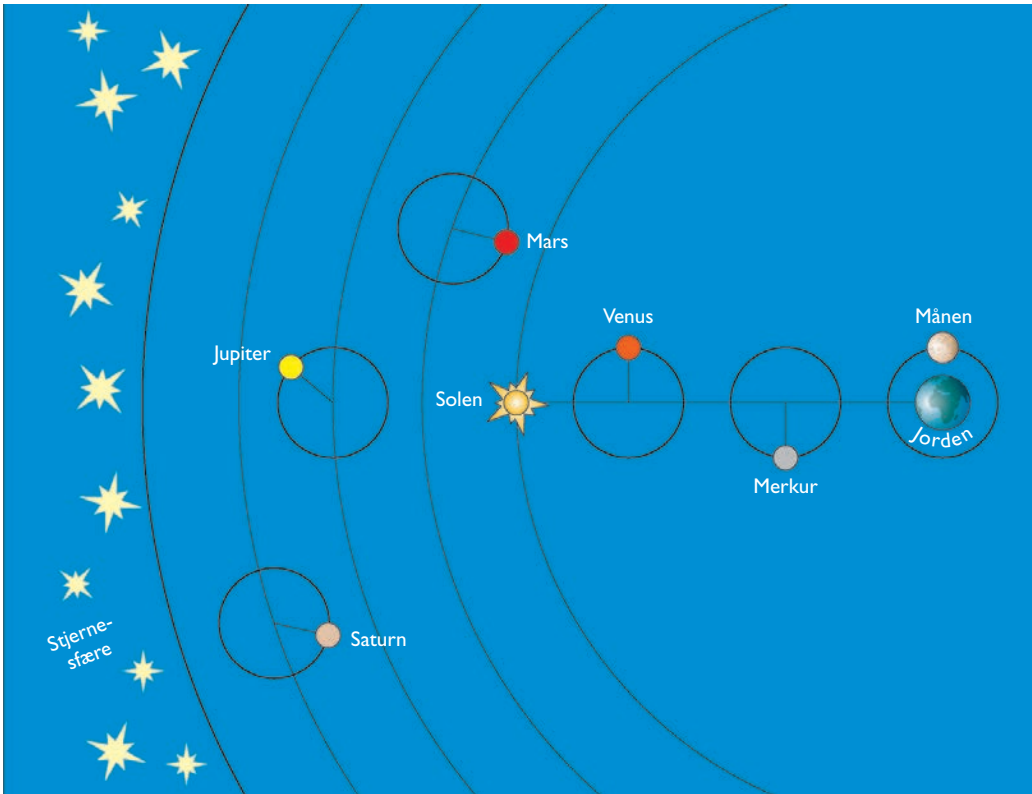 Mars
Venus
Månen
Jupiter
Solen
Jorden
Merkur
Stjerne-
sfære
Saturn